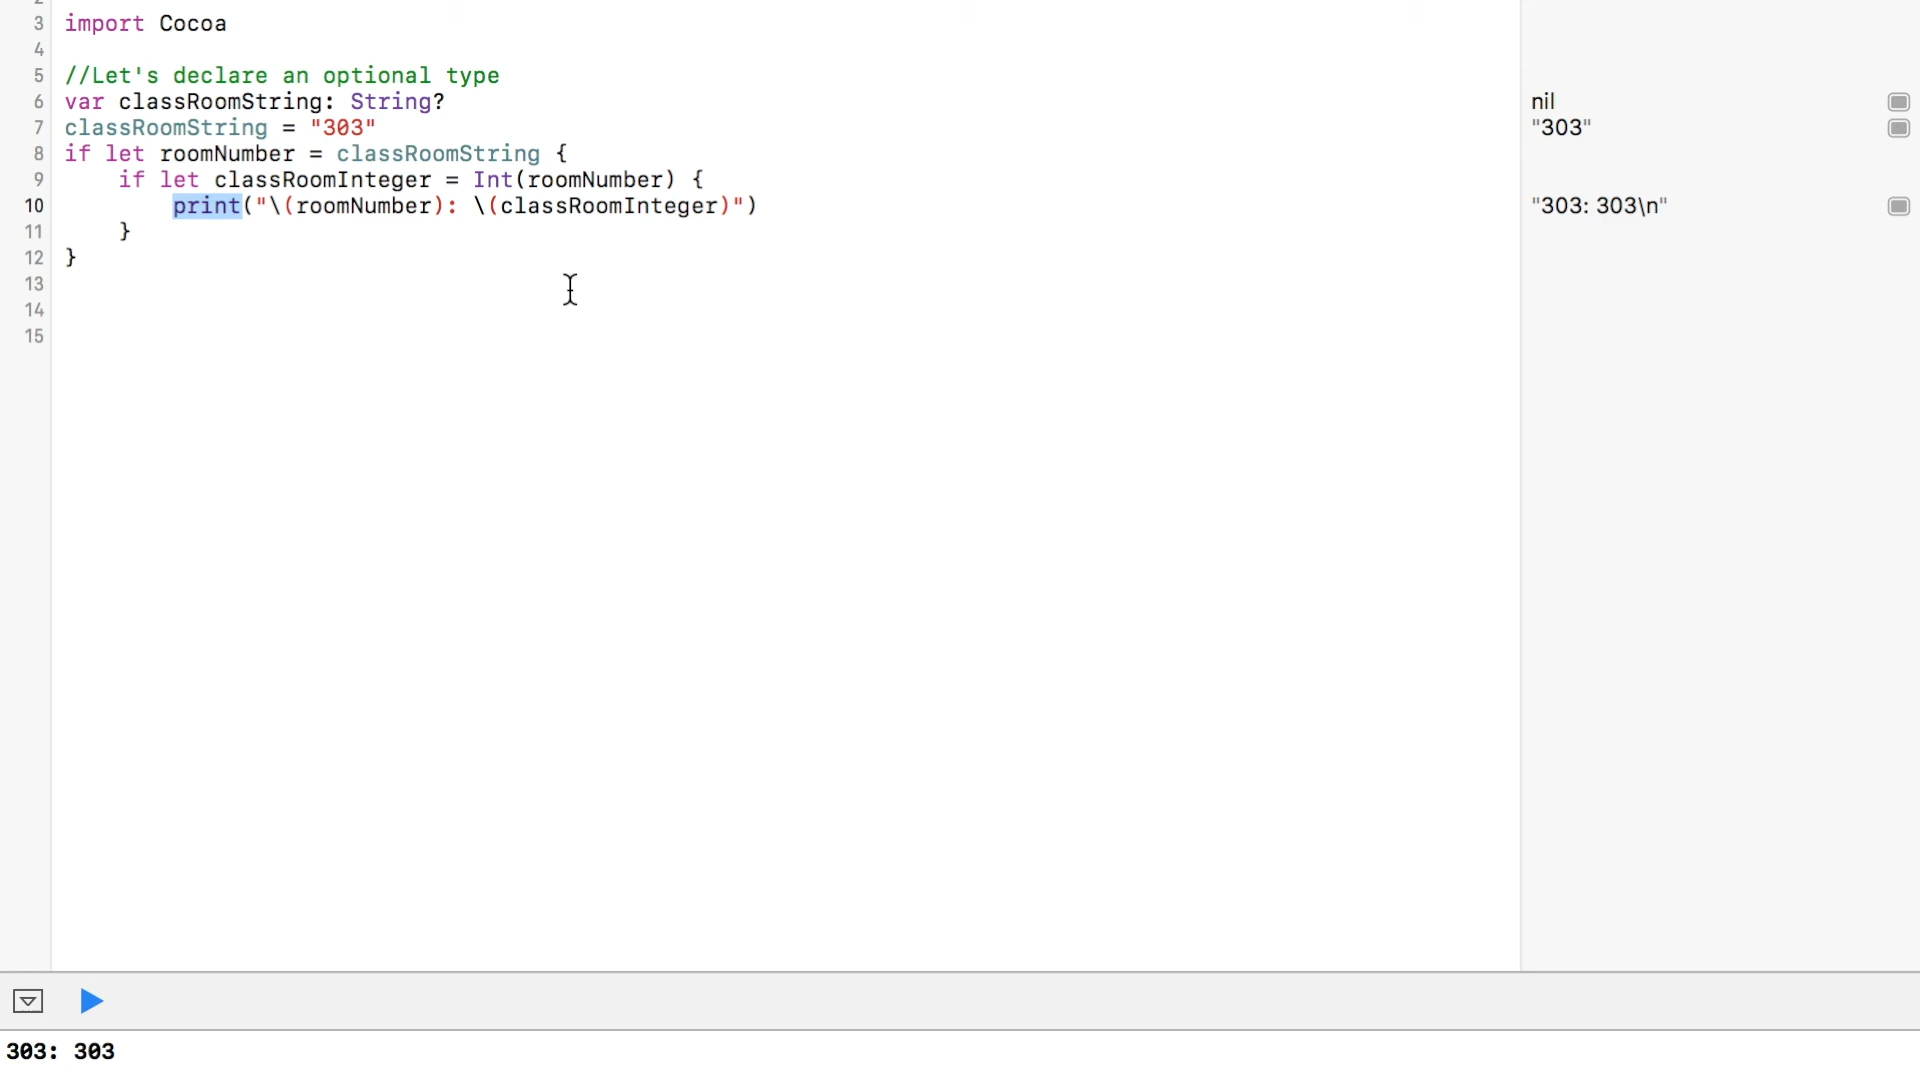 3 import Cocoa
4
5 //Let's declare an optional type
6 var classRoomString: String? nil
7 classRoomString = "303" "303"
8 if let roomNumber = classRoomString {
9 if let classRoomInteger = Int(roomNumber) {
10 print("\(roomNumber): \(classRoomInteger)") "303: 303\n"
11 }
12 }
13
14
15
303: 303